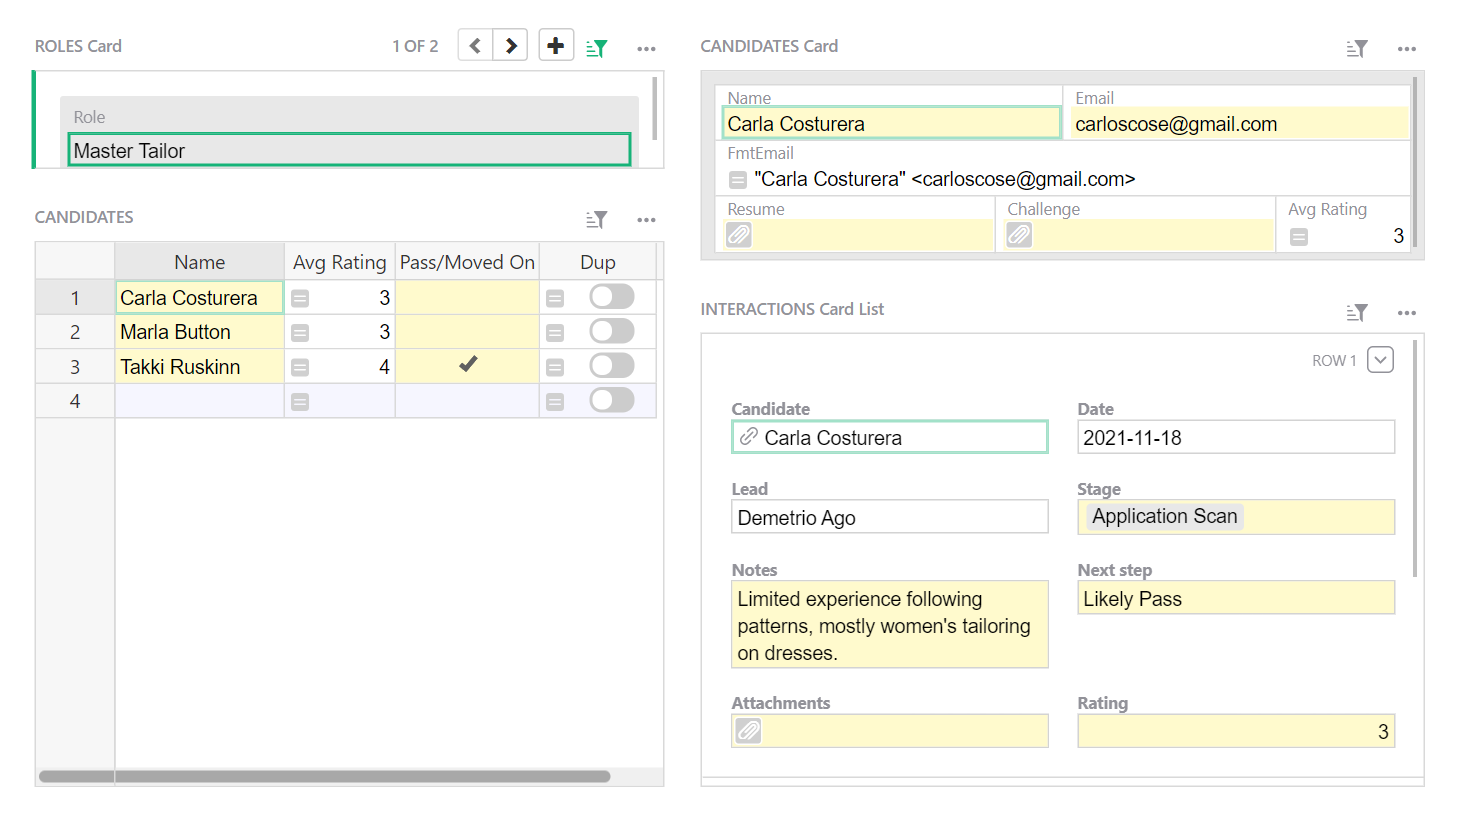 ROLES Card
1 OF 2
Role
Master Tailor
CANDIDATES
Name Avg Rating Pass/Moved On Dup
1 Carla Costurera 3
2 Marla Button 3
3 Takki Ruskinn 4
4
CANDIDATES Card
Name Email
Carla Costurera carloscose@gmail.com
FmtEmail
"Carla Costurera" <carloscose@gmail.com>
Resume Challenge Avg Rating
3
INTERACTIONS Card List
ROW 1
Candidate Date
Carla Costurera 2021-11-18
Lead Stage
Demetrio Ago Application Scan
Notes Next step
Limited experience following Likely Pass
patterns, mostly women's tailoring
on dresses.
Attachments Rating
3